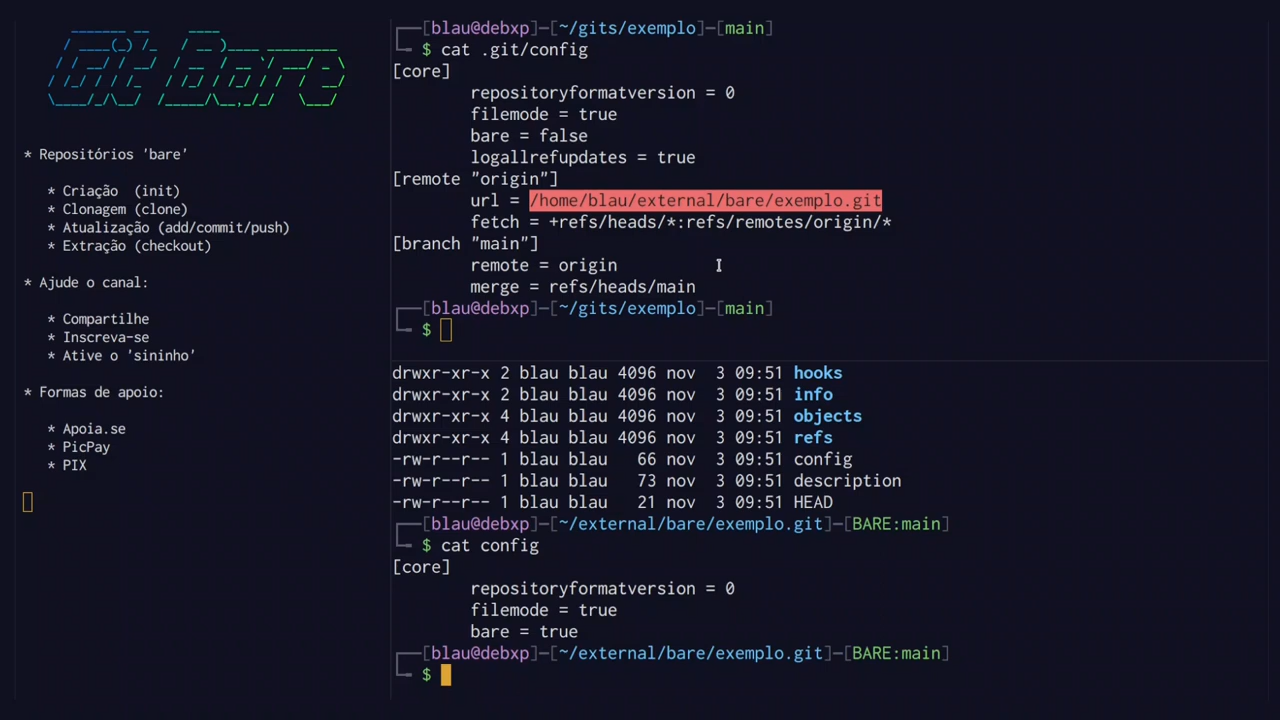 Git Bare
* Repositórios 'bare'
* Criação (init)
* Clonagem (clone)
* Atualização (add/commit/push)
* Extração (checkout)
* Ajude o canal:
* Compartilhe
* Inscreva-se
* Ative o 'sininho'
* Formas de apoio:
* Apoia.se
* PicPay
* PIX
[blau@debxp]-[~/gits/exemplo]-[main]
$ cat .git/config
[core]
repositoryformatversion = 0
filemode = true
bare = false
logallrefupdates = true
[remote "origin"]
url = /home/blau/external/bare/exemplo.git
fetch = +refs/heads/*:refs/remotes/origin/*
[branch "main"]
remote = origin
merge = refs/heads/main
[blau@debxp]-[~/gits/exemplo]-[main]
$
drwxr-xr-x 2 blau blau 4096 nov  3 09:51 hooks
drwxr-xr-x 2 blau blau 4096 nov  3 09:51 info
drwxr-xr-x 4 blau blau 4096 nov  3 09:51 objects
drwxr-xr-x 4 blau blau 4096 nov  3 09:51 refs
-rw-r--r-- 1 blau blau   66 nov  3 09:51 config
-rw-r--r-- 1 blau blau   73 nov  3 09:51 description
-rw-r--r-- 1 blau blau   21 nov  3 09:51 HEAD
[blau@debxp]-[~/external/bare/exemplo.git]-[BARE:main]
$ cat config
[core]
repositoryformatversion = 0
filemode = true
bare = true
[blau@debxp]-[~/external/bare/exemplo.git]-[BARE:main]
$